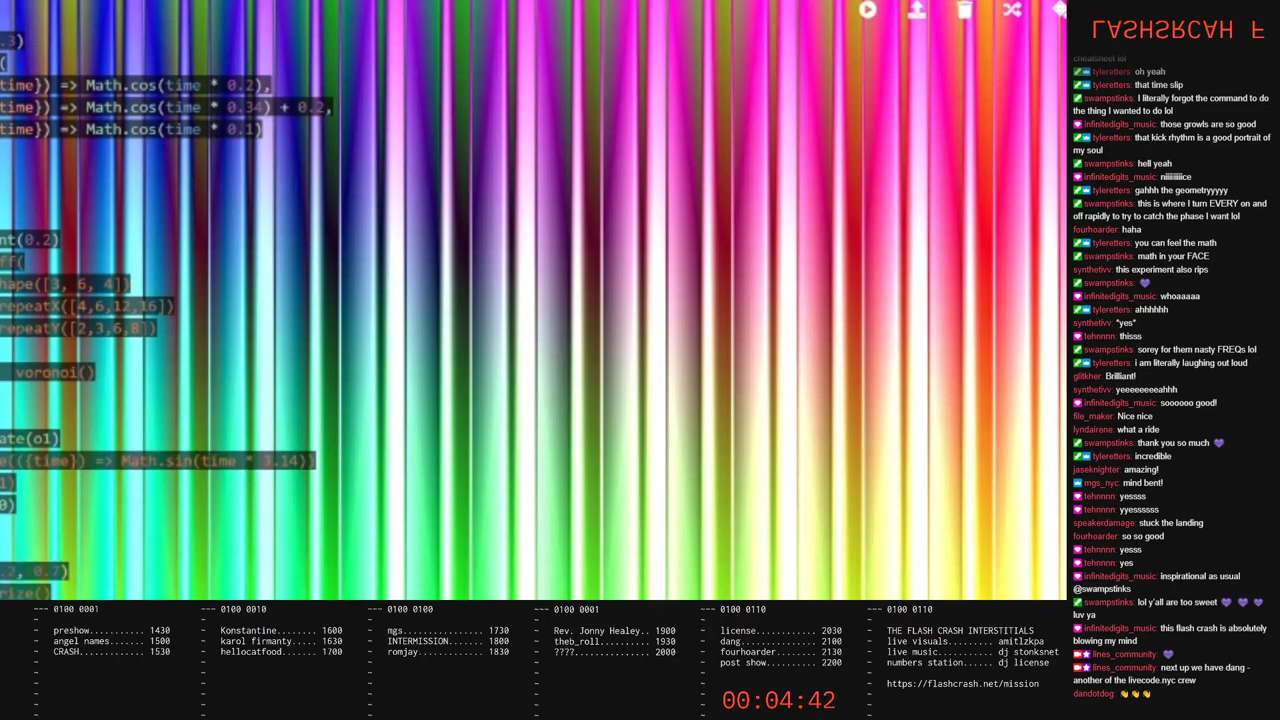 .3)
(
time}) => Math.cos(time * 0.2),
time}) => Math.cos(time * 0.34) + 0.2,
time}) => Math.cos(time * 0.1)
nt(0.2)
ff(
hape([3, 6, 4])
repeatX([4,6,12,16])
repeatY([2,3,6,8])
voronoi()
ate(o1)
e(({time}) => Math.sin(time * 3.14))
1)
0)
.2, 0.7)
rize()
--- 0100 0001
preshow.......... 1430
angel names...... 1500
CRASH............ 1530
--- 0100 0010
Konstantine...... 1600
karol firmanty... 1630
hellocatfood..... 1700
--- 0100 0100
mgs.............. 1730
INTERMISSION..... 1800
romjay........... 1830
~~~ 0100 0001
Rev. Jonny Healey.. 1900
theb_roll.......... 1930
????............... 2000
--- 0100 0110
license.......... 2030
dang............. 2100
fourhoarder...... 2130
post show........ 2200
00:04:42
--- 0100 0110
THE FLASH CRASH INTERSTITIALS
live visuals......... amitlzkpa
live music...... dj stonksnet
numbers station.... dj license
https://flashcrash.net/mission
LASHSRCAH F
cheatsheet lol
tyleretters: oh yeah
tyleretters: that time slip
swampstinks: I literally forgot the command to do
the thing I wanted to do lol
infinitedigits_music: those growls are so good
tyleretters: that kick rhythm is a good portrait of
my soul
swampstinks: hell yeah
infinitedigits_music: niiiiiiiiice
tyleretters: gahhh the geometryyyyy
swampstinks: this is where I turn EVERY on and
off rapidly to try to catch the phase I want lol
fourhoarder: haha
tyleretters: you can feel the math
swampstinks: math in your FACE
synthetivv: this experiment also rips
swampstinks: 💜
infinitedigits_music: whoaaaaa
tyleretters: ahhhhhh
synthetivv: *yes*
tehnnnn: thisss
swampstinks: sorey for them nasty FREQs lol
tyleretters: i am literally laughing out loud
glitkher: Brilliant!
synthetivv: yeeeeeeeeahhh
infinitedigits_music: soooooo good!
file_maker: Nice nice
lyndairene: what a ride
swampstinks: thank you so much 💜
tyleretters: incredible
jaseknighter: amazing!
mgs_nyc: mind bent!
tehnnnn: yessss
tehnnnn: yyessssss
speakerdamage: stuck the landing
fourhoarder: so so good
tehnnnn: yesss
tehnnnn: yes
infinitedigits_music: inspirational as usual
@swampstinks
swampstinks: lol y'all are too sweet 💜 💜 💜
luv ya
infinitedigits_music: this flash crash is absolutely
blowing my mind
lines_community: 💜
lines_community: next up we have dang -
another of the livecode.nyc crew
dandotdog: 👏 👏 👏